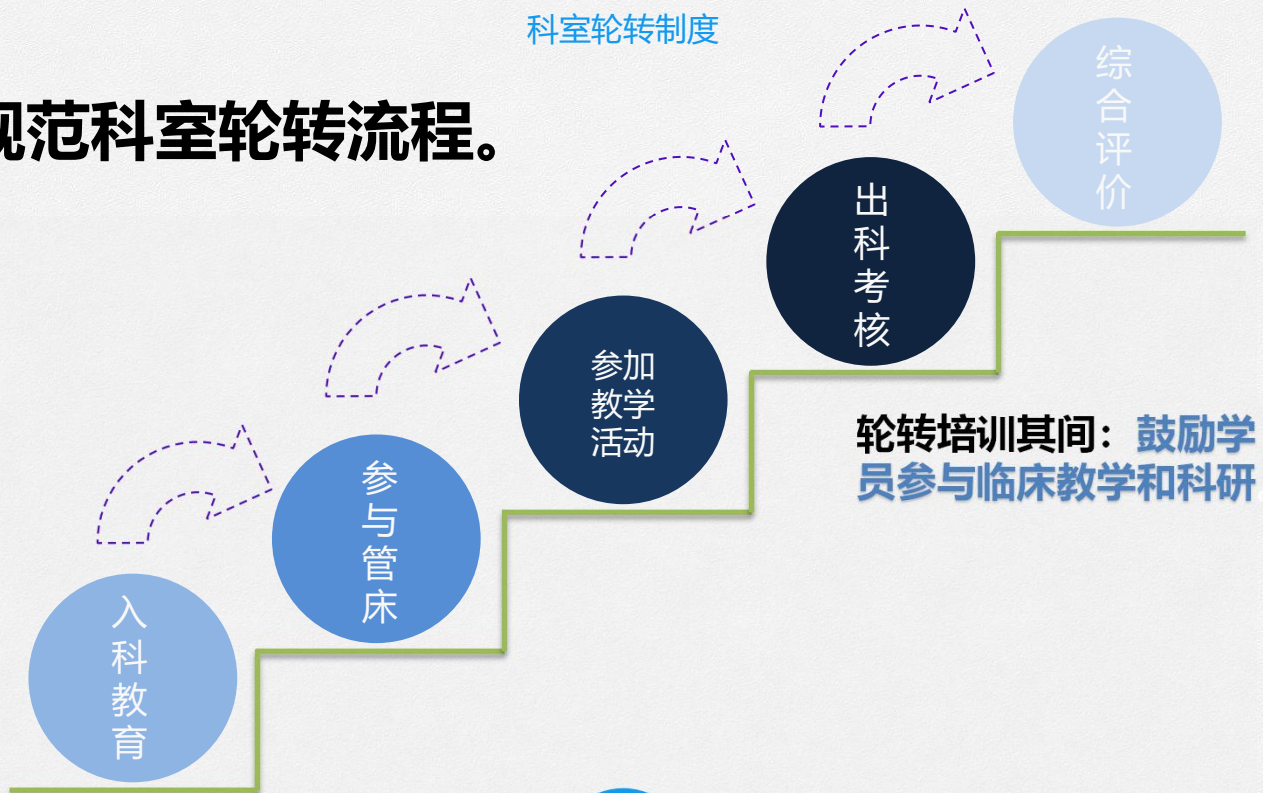 科室轮转制度
规范科室轮转流程。
综合评价
出科考核
参加
教学
活动
轮转培训其间：鼓励学
员参与临床教学和科研
参与管床
入科教育